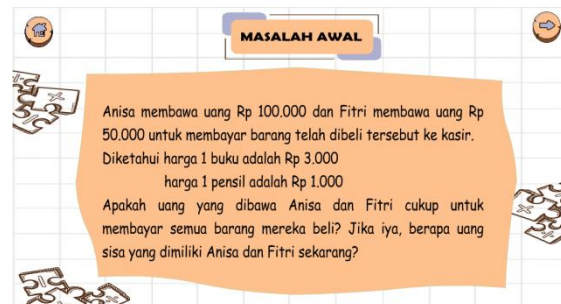 MASALAH AWAL
Anisa membawa uang Rp 100.000 dan Fitri membawa uang Rp
50.000 untuk membayar barang telah dibeli tersebut ke kasir.
Diketahui harga 1 buku adalah Rp 3.000
harga 1 pensil adalah Rp 1.000
Apakah uang yang dibawa Anisa dan Fitri cukup untuk
membayar semua barang mereka beli? Jika iya, berapa uang
sisa yang dimiliki Anisa dan Fitri sekarang?